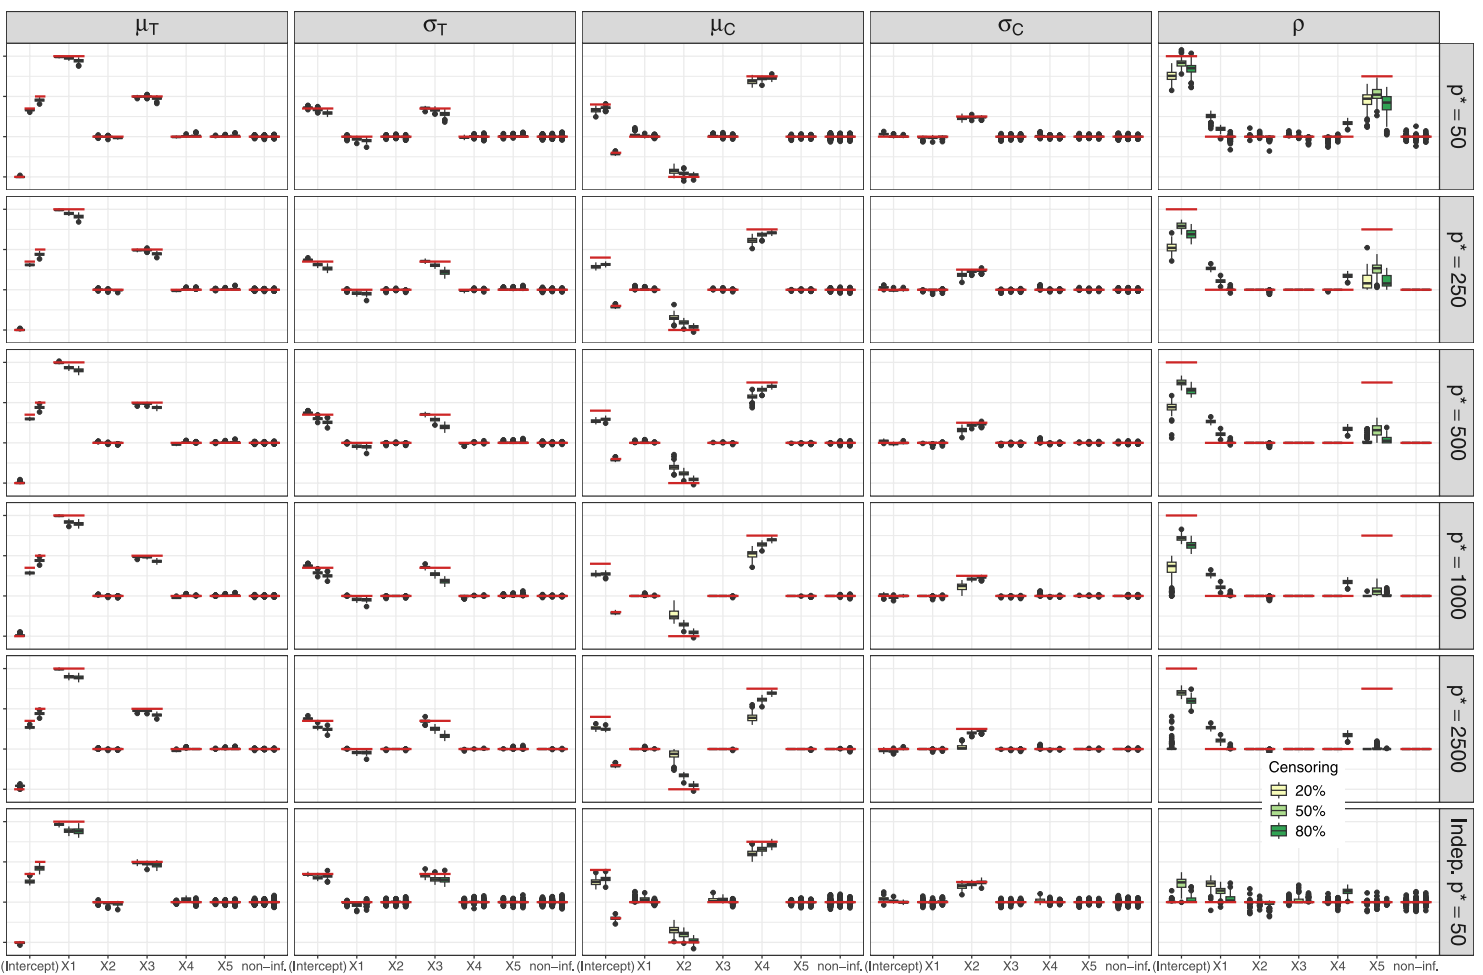 μT σT μC σC ρ
p* = 50
p* = 250
p* = 500
p* = 1000
p* = 2500
Indep. p* = 50
Censoring
20%
50%
80%
(Intercept) X1 X2 X3 X4 X5 non−inf. (Intercept) X1 X2 X3 X4 X5 non−inf. (Intercept) X1 X2 X3 X4 X5 non−inf. (Intercept) X1 X2 X3 X4 X5 non−inf. (Intercept) X1 X2 X3 X4 X5 non−inf.